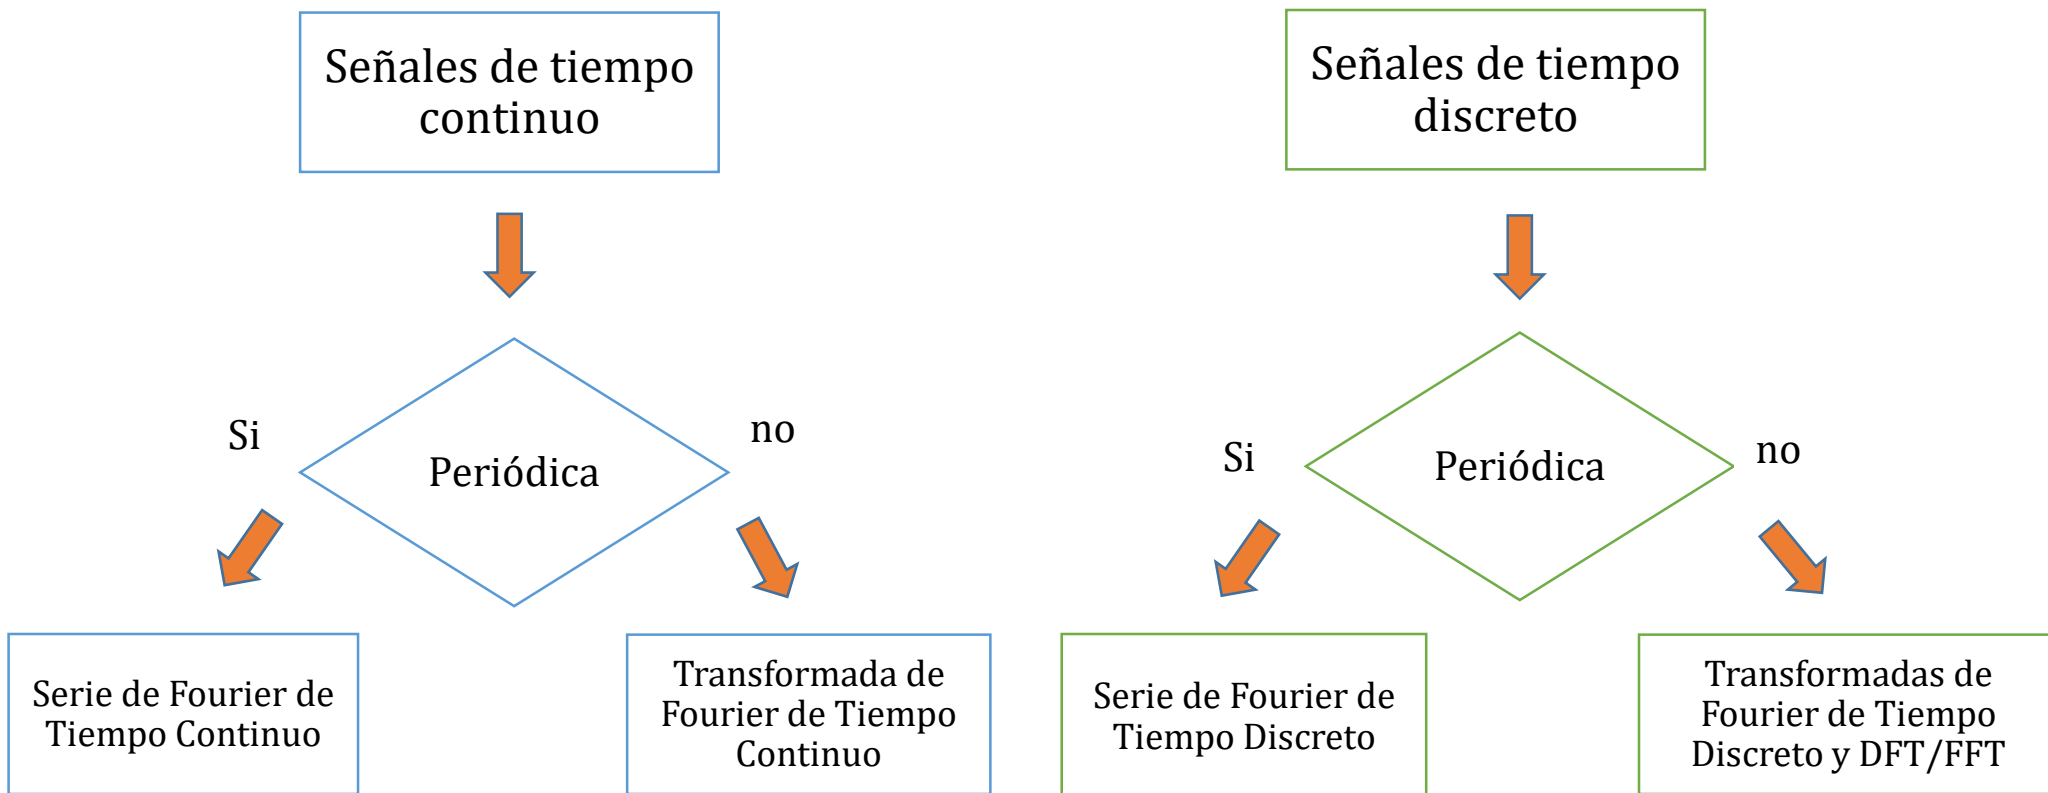 Señales de tiempo
continuo
Si
no
Periódica
Serie de Fourier de
Tiempo Continuo
Transformada de
Fourier de Tiempo
Continuo
Señales de tiempo
discreto
Si
no
Periódica
Serie de Fourier de
Tiempo Discreto
Transformadas de
Fourier de Tiempo
Discreto y DFT/FFT